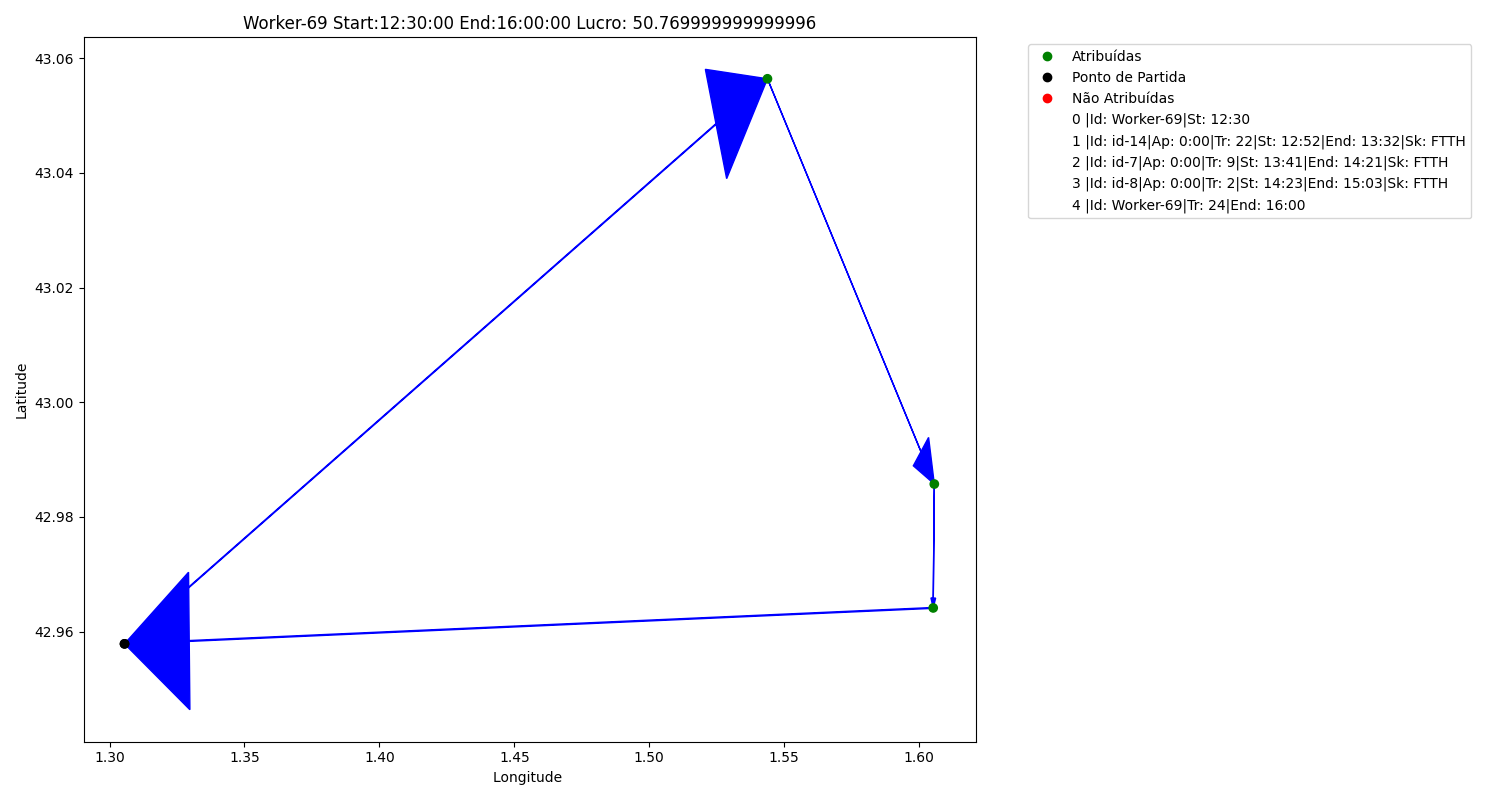 Worker-69 Start:12:30:00 End:16:00:00 Lucro: 50.769999999999996
43.06
43.04
43.02
43.00
42.98
42.96
Latitude
1.30 1.35 1.40 1.45 1.50 1.55 1.60
Longitude
Atribuídas
Ponto de Partida
Não Atribuídas
0 |Id: Worker-69|St: 12:30
1 |Id: id-14|Ap: 0:00|Tr: 22|St: 12:52|End: 13:32|Sk: FTTH
2 |Id: id-7|Ap: 0:00|Tr: 9|St: 13:41|End: 14:21|Sk: FTTH
3 |Id: id-8|Ap: 0:00|Tr: 2|St: 14:23|End: 15:03|Sk: FTTH
4 |Id: Worker-69|Tr: 24|End: 16:00